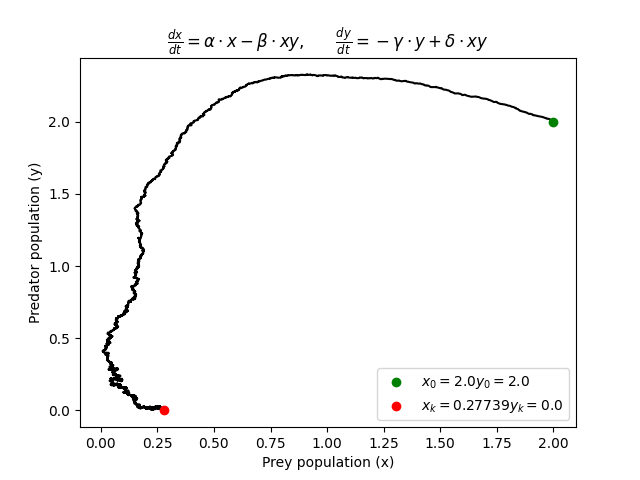 dx/dt = α · x − β · xy,    dy/dt = −γ · y + δ · xy
2.0
1.5
1.0
0.5
0.0
Predator population (y)
x₀ = 2.0y₀ = 2.0
xₖ = 0.27739yₖ = 0.0
0.00 0.25 0.50 0.75 1.00 1.25 1.50 1.75 2.00
Prey population (x)